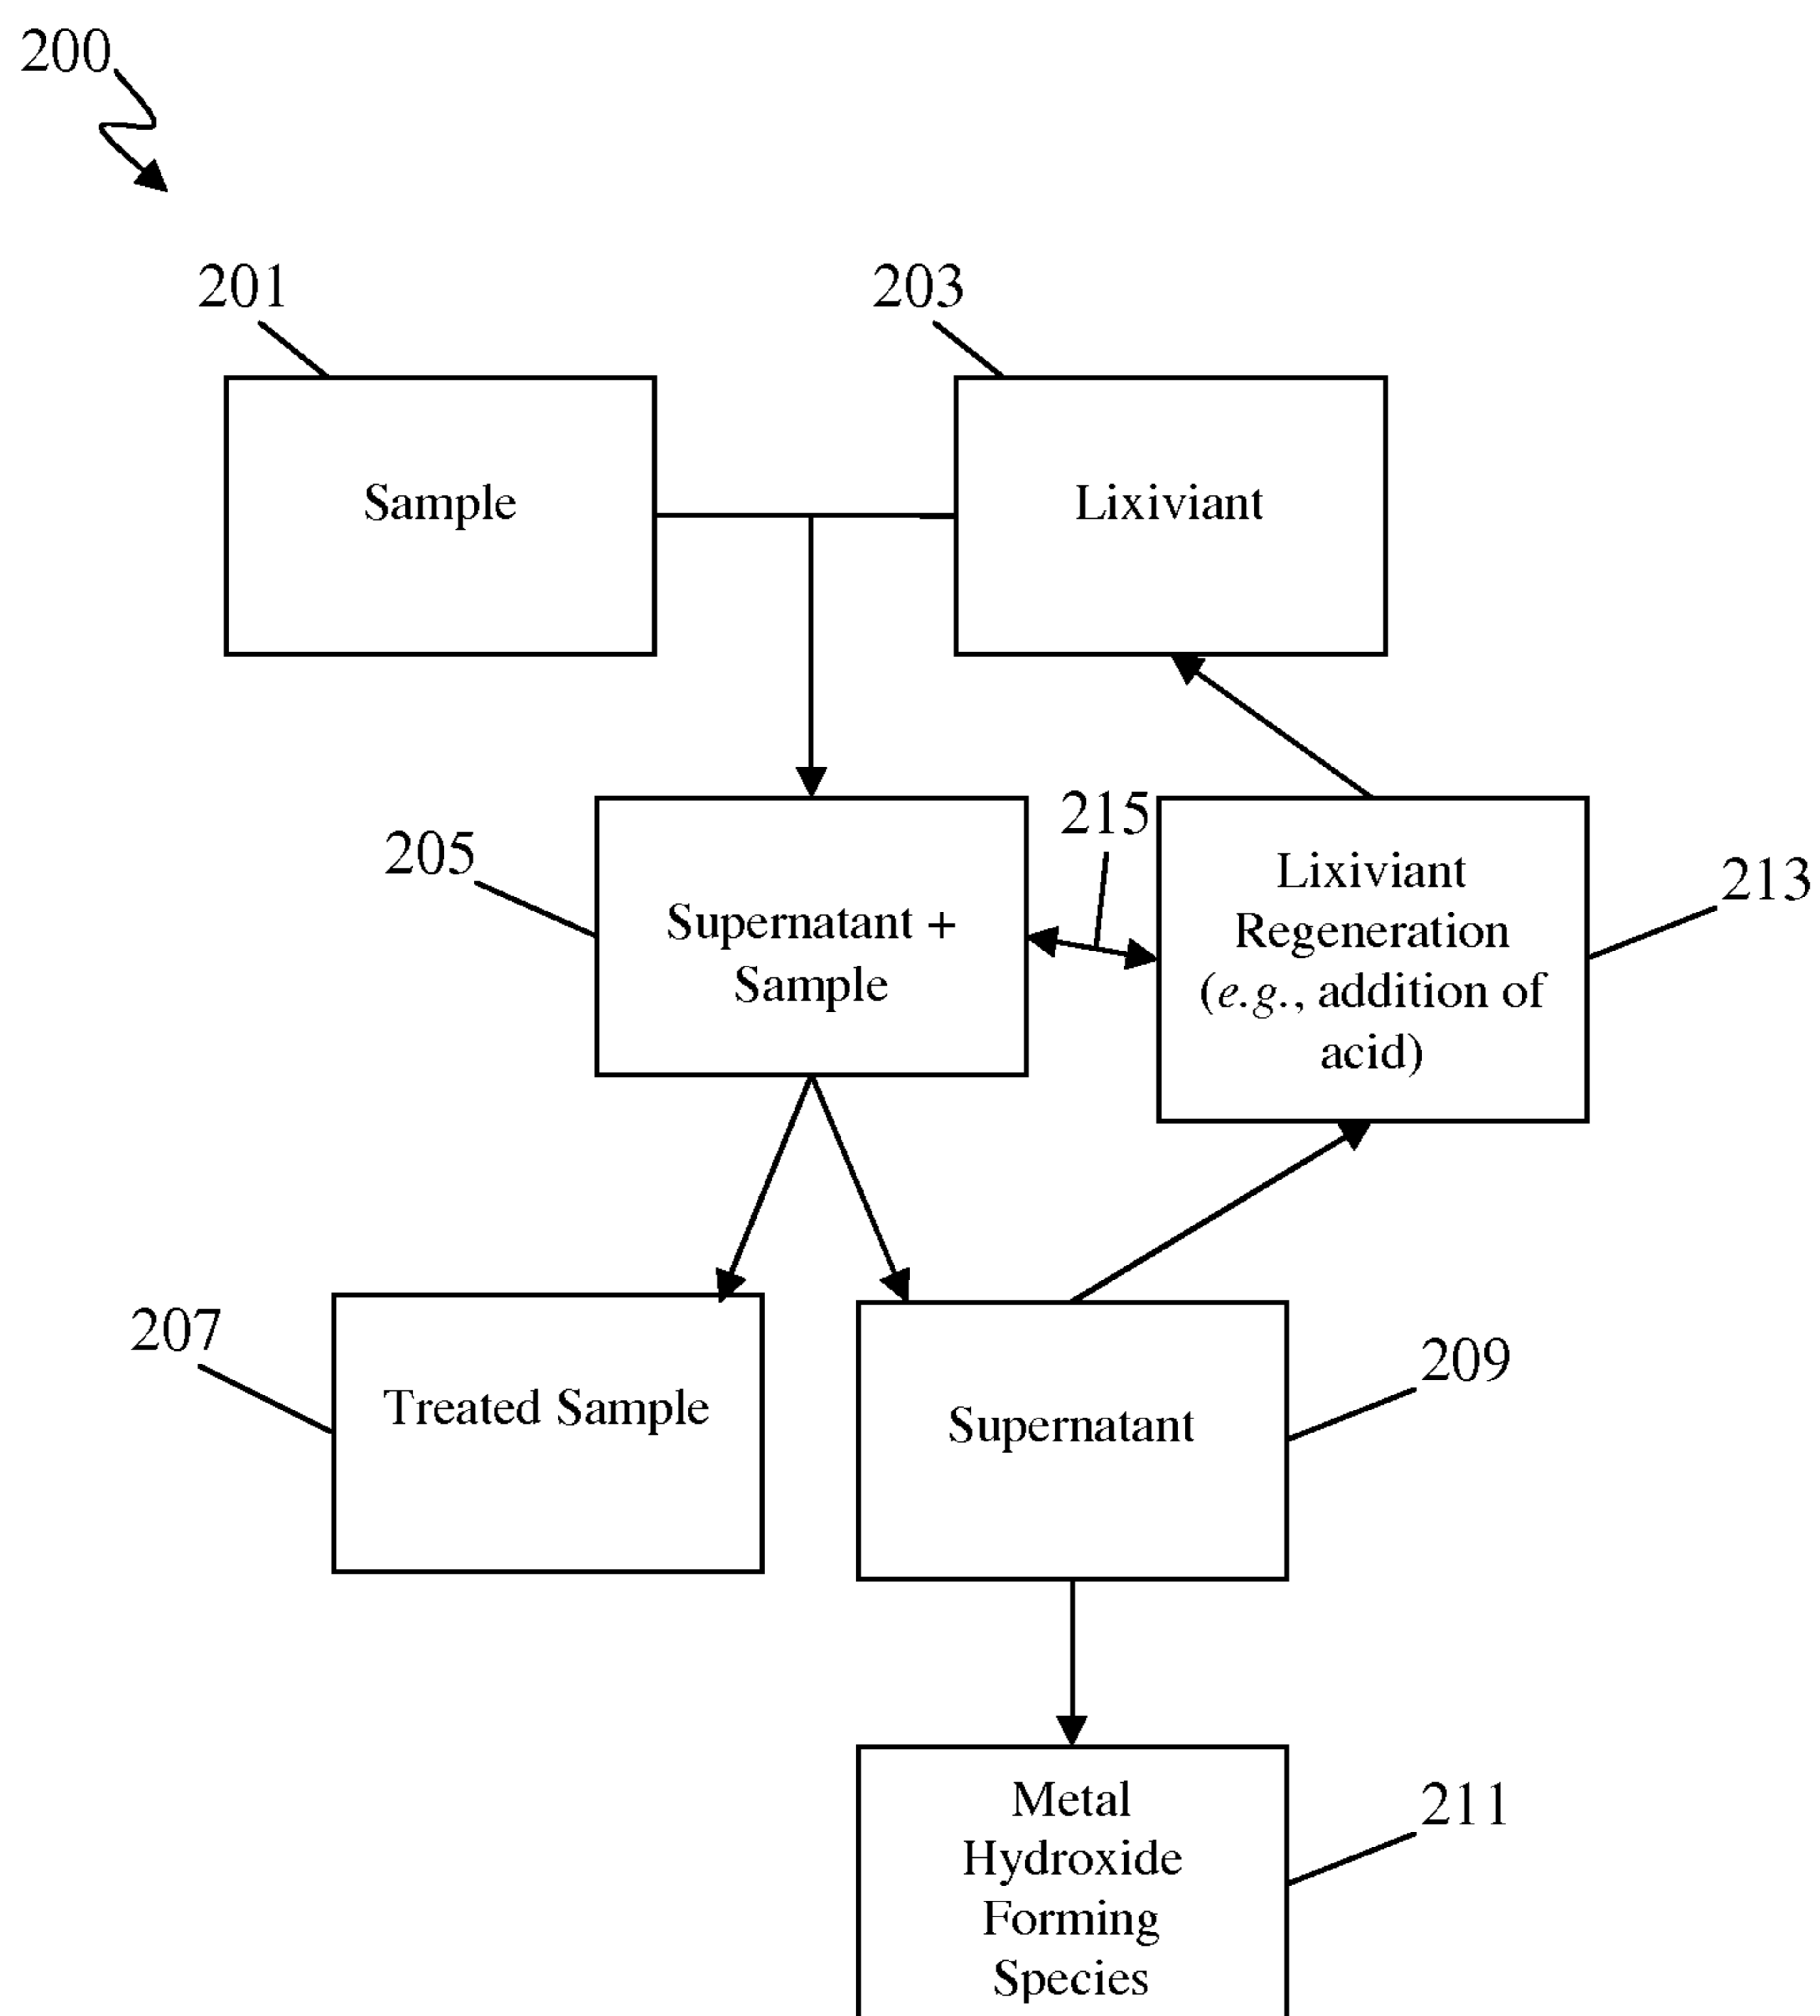 200
201
203
Sample
Lixiviant
205
215
213
Supernatant +
Sample
Lixiviant
Regeneration
(e.g., addition of
acid)
207
209
Treated Sample
Supernatant
211
Metal
Hydroxide
Forming
Species